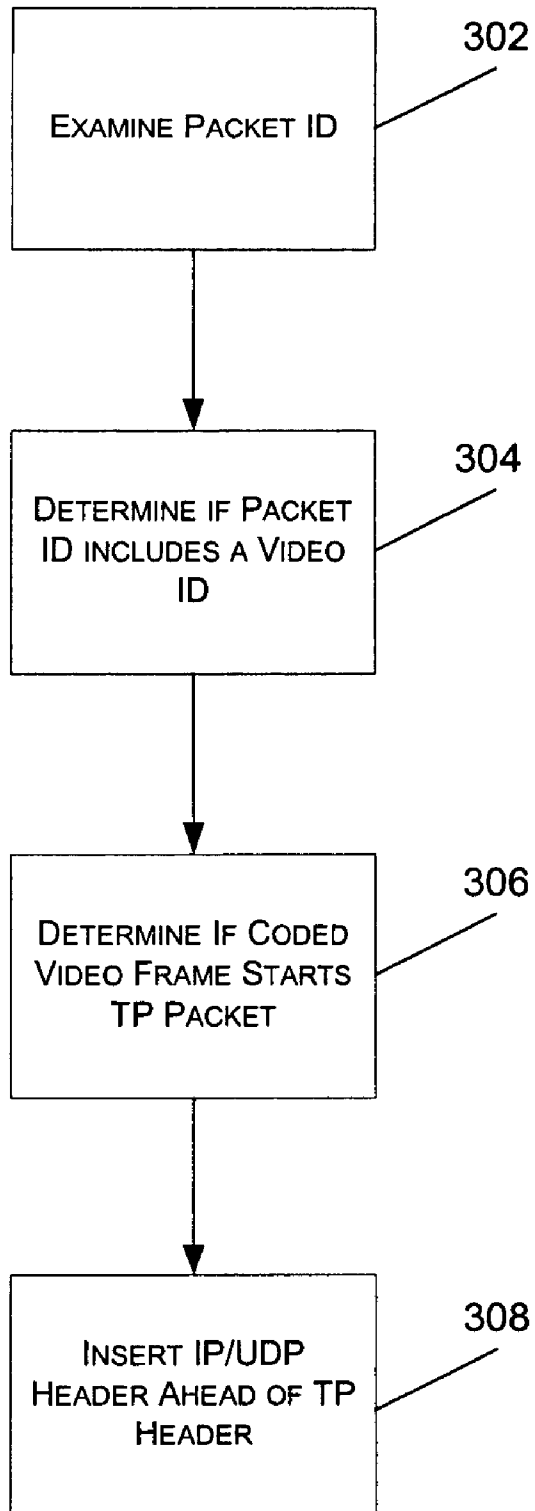 302
EXAMINE PACKET ID
304
DETERMINE IF PACKET
ID INCLUDES A VIDEO
ID
306
DETERMINE IF CODED
VIDEO FRAME STARTS
TP PACKET
308
INSERT IP/UDP
HEADER AHEAD OF TP
HEADER